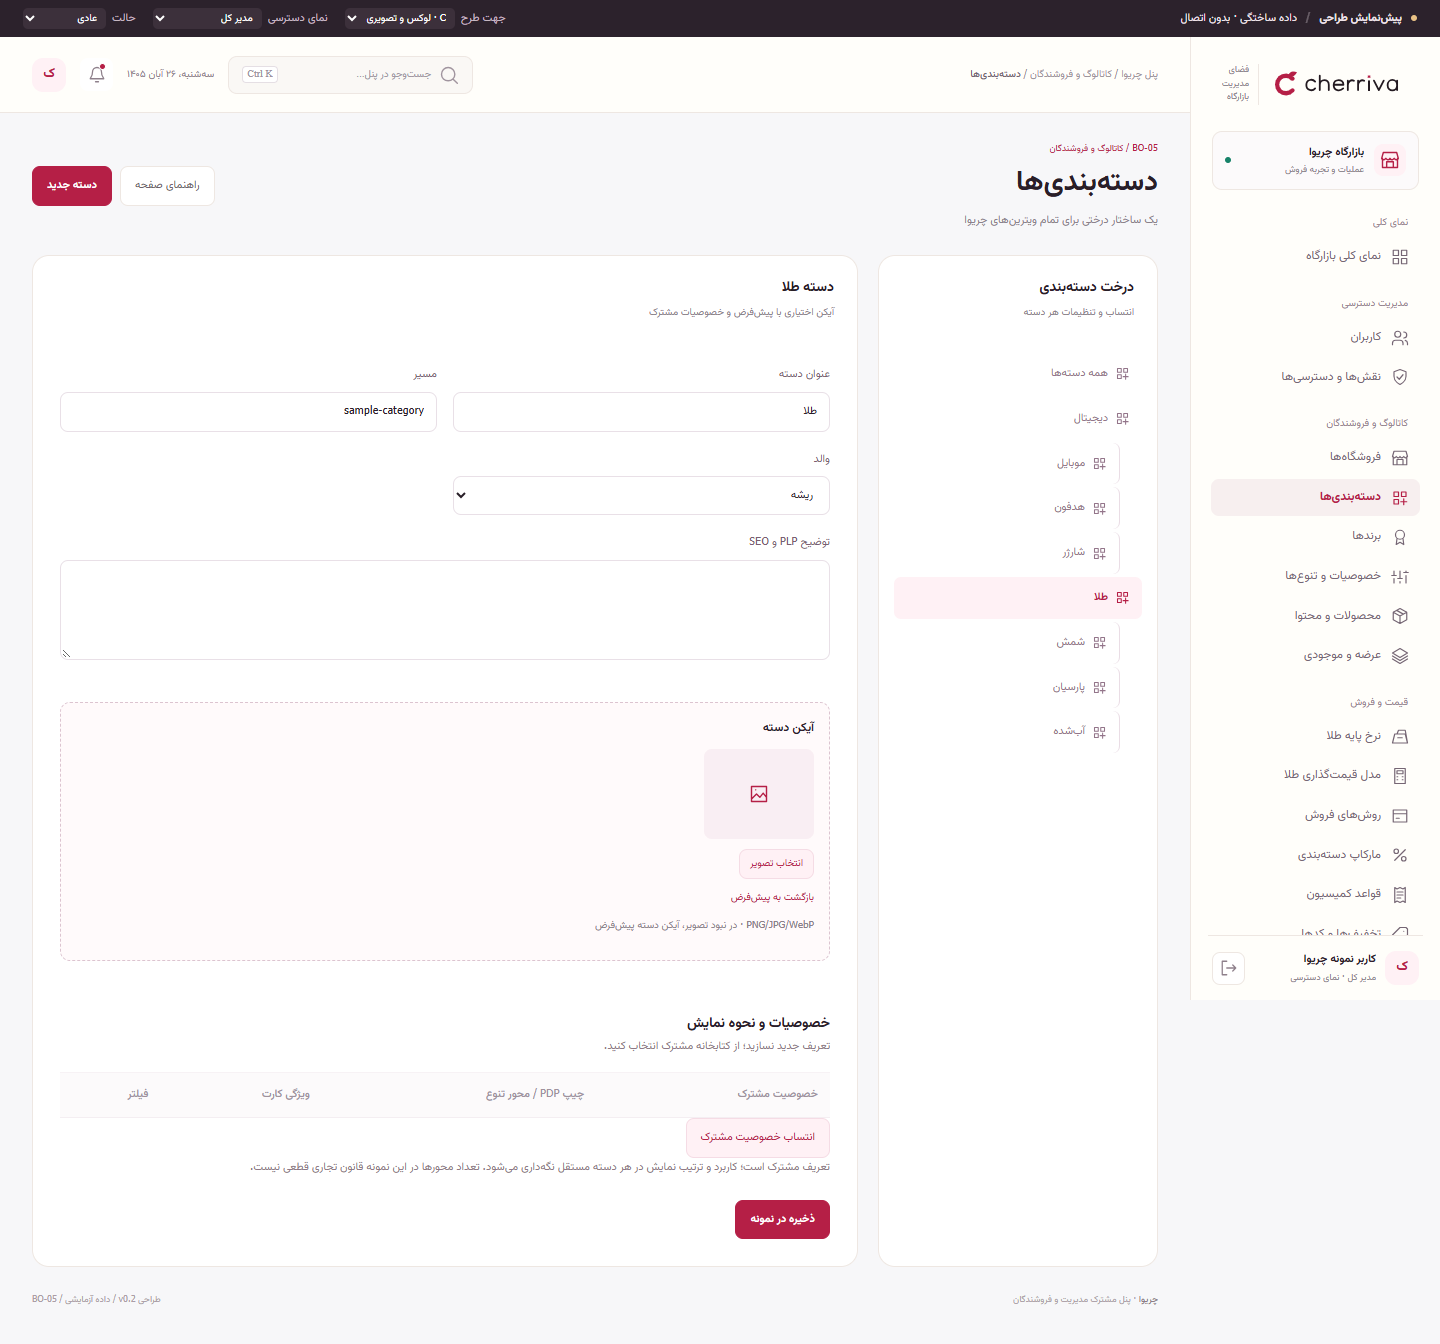 پیش‌نمایش طراحی / داده ساختگی · بدون اتصال
جهت طرح C · لوکس و تصویری نمای دسترسی مدیر کل حالت عادی
cherriva
فضای
مدیریت
بازارگاه
پنل چریوا / کاتالوگ و فروشندگان / دسته‌بندی‌ها
جست‌وجو در پنل... Ctrl K
سه‌شنبه، ۲۶ آبان ۱۴۰۵
ک
بازارگاه چریوا
عملیات و تجربه فروش
نمای کلی
نمای کلی بازارگاه
مدیریت دسترسی
کاربران
نقش‌ها و دسترسی‌ها
کاتالوگ و فروشندگان
فروشگاه‌ها
دسته‌بندی‌ها
برندها
خصوصیات و تنوع‌ها
محصولات و محتوا
عرضه و موجودی
قیمت و فروش
نرخ پایه طلا
مدل قیمت‌گذاری طلا
روش‌های فروش
مارکاپ دسته‌بندی
قواعد کمیسیون
تخفیف‌ها و کدها
ک
کاربر نمونه چریوا
مدیر کل · نمای دسترسی
BO-05 / کاتالوگ و فروشندگان
دسته‌بندی‌ها
یک ساختار درختی برای تمام ویترین‌های چریوا
راهنمای صفحه
دسته جدید
درخت دسته‌بندی
انتساب و تنظیمات هر دسته
همه دسته‌ها
دیجیتال
موبایل
هدفون
شارژر
طلا
شمش
پارسیان
آب‌شده
دسته طلا
آیکن اختیاری با پیش‌فرض و خصوصیات مشترک
عنوان دسته
طلا
مسیر
sample-category
والد
ریشه
توضیح PLP و SEO
آیکن دسته
انتخاب تصویر
بازگشت به پیش‌فرض
PNG/JPG/WebP · در نبود تصویر، آیکن دسته پیش‌فرض
خصوصیات و نحوه نمایش
تعریف جدید نسازید؛ از کتابخانه مشترک انتخاب کنید.
خصوصیت مشترک چیپ PDP / محور تنوع ویژگی کارت فیلتر
انتساب خصوصیت مشترک
تعریف مشترک است؛ کاربرد و ترتیب نمایش در هر دسته مستقل نگه‌داری می‌شود. تعداد محورها در این نمونه قانون تجاری قطعی نیست.
ذخیره در نمونه
چریوا · پنل مشترک مدیریت و فروشندگان
طراحی v0.2 / داده آزمایشی / BO-05